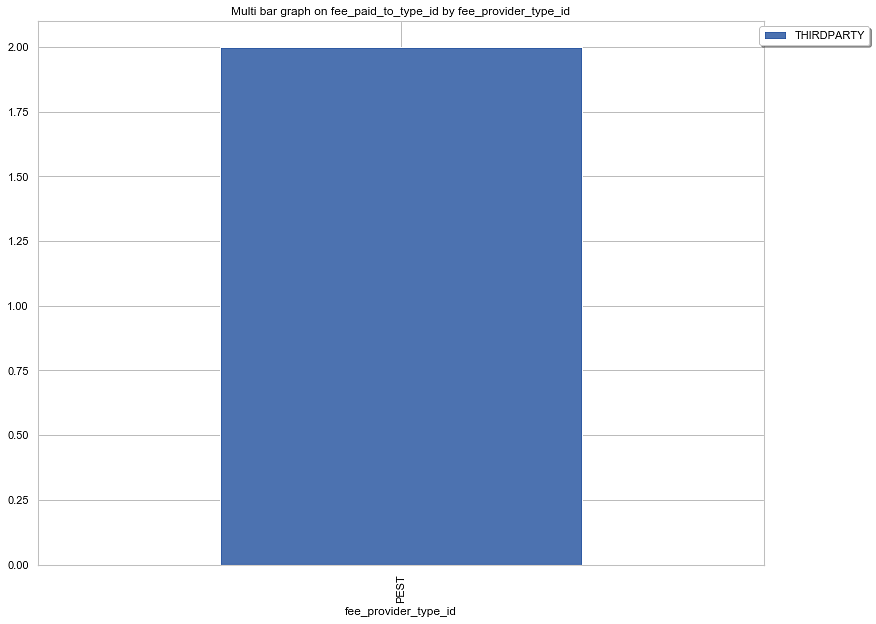 Multi bar graph on fee_paid_to_type_id by fee_provider_type_id
THIRDPARTY
2.00
1.75
1.50
1.25
1.00
0.75
0.50
0.25
0.00
PEST
fee_provider_type_id